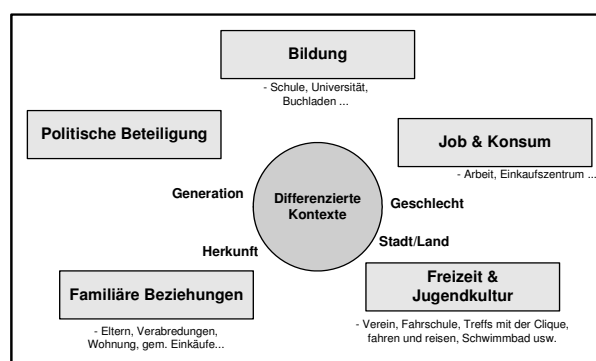 Bildung
- Schule, Universität,
Buchladen ...
Politische Beteiligung
Job & Konsum
- Arbeit, Einkaufszentrum ...
Generation
Differenzierte
Kontexte
Geschlecht
Herkunft
Stadt/Land
Familiäre Beziehungen
- Eltern, Verabredungen,
Wohnung, gem. Einkäufe...
Freizeit &
Jugendkultur
- Verein, Fahrschule, Treffs mit der Clique,
fahren und reisen, Schwimmbad usw.